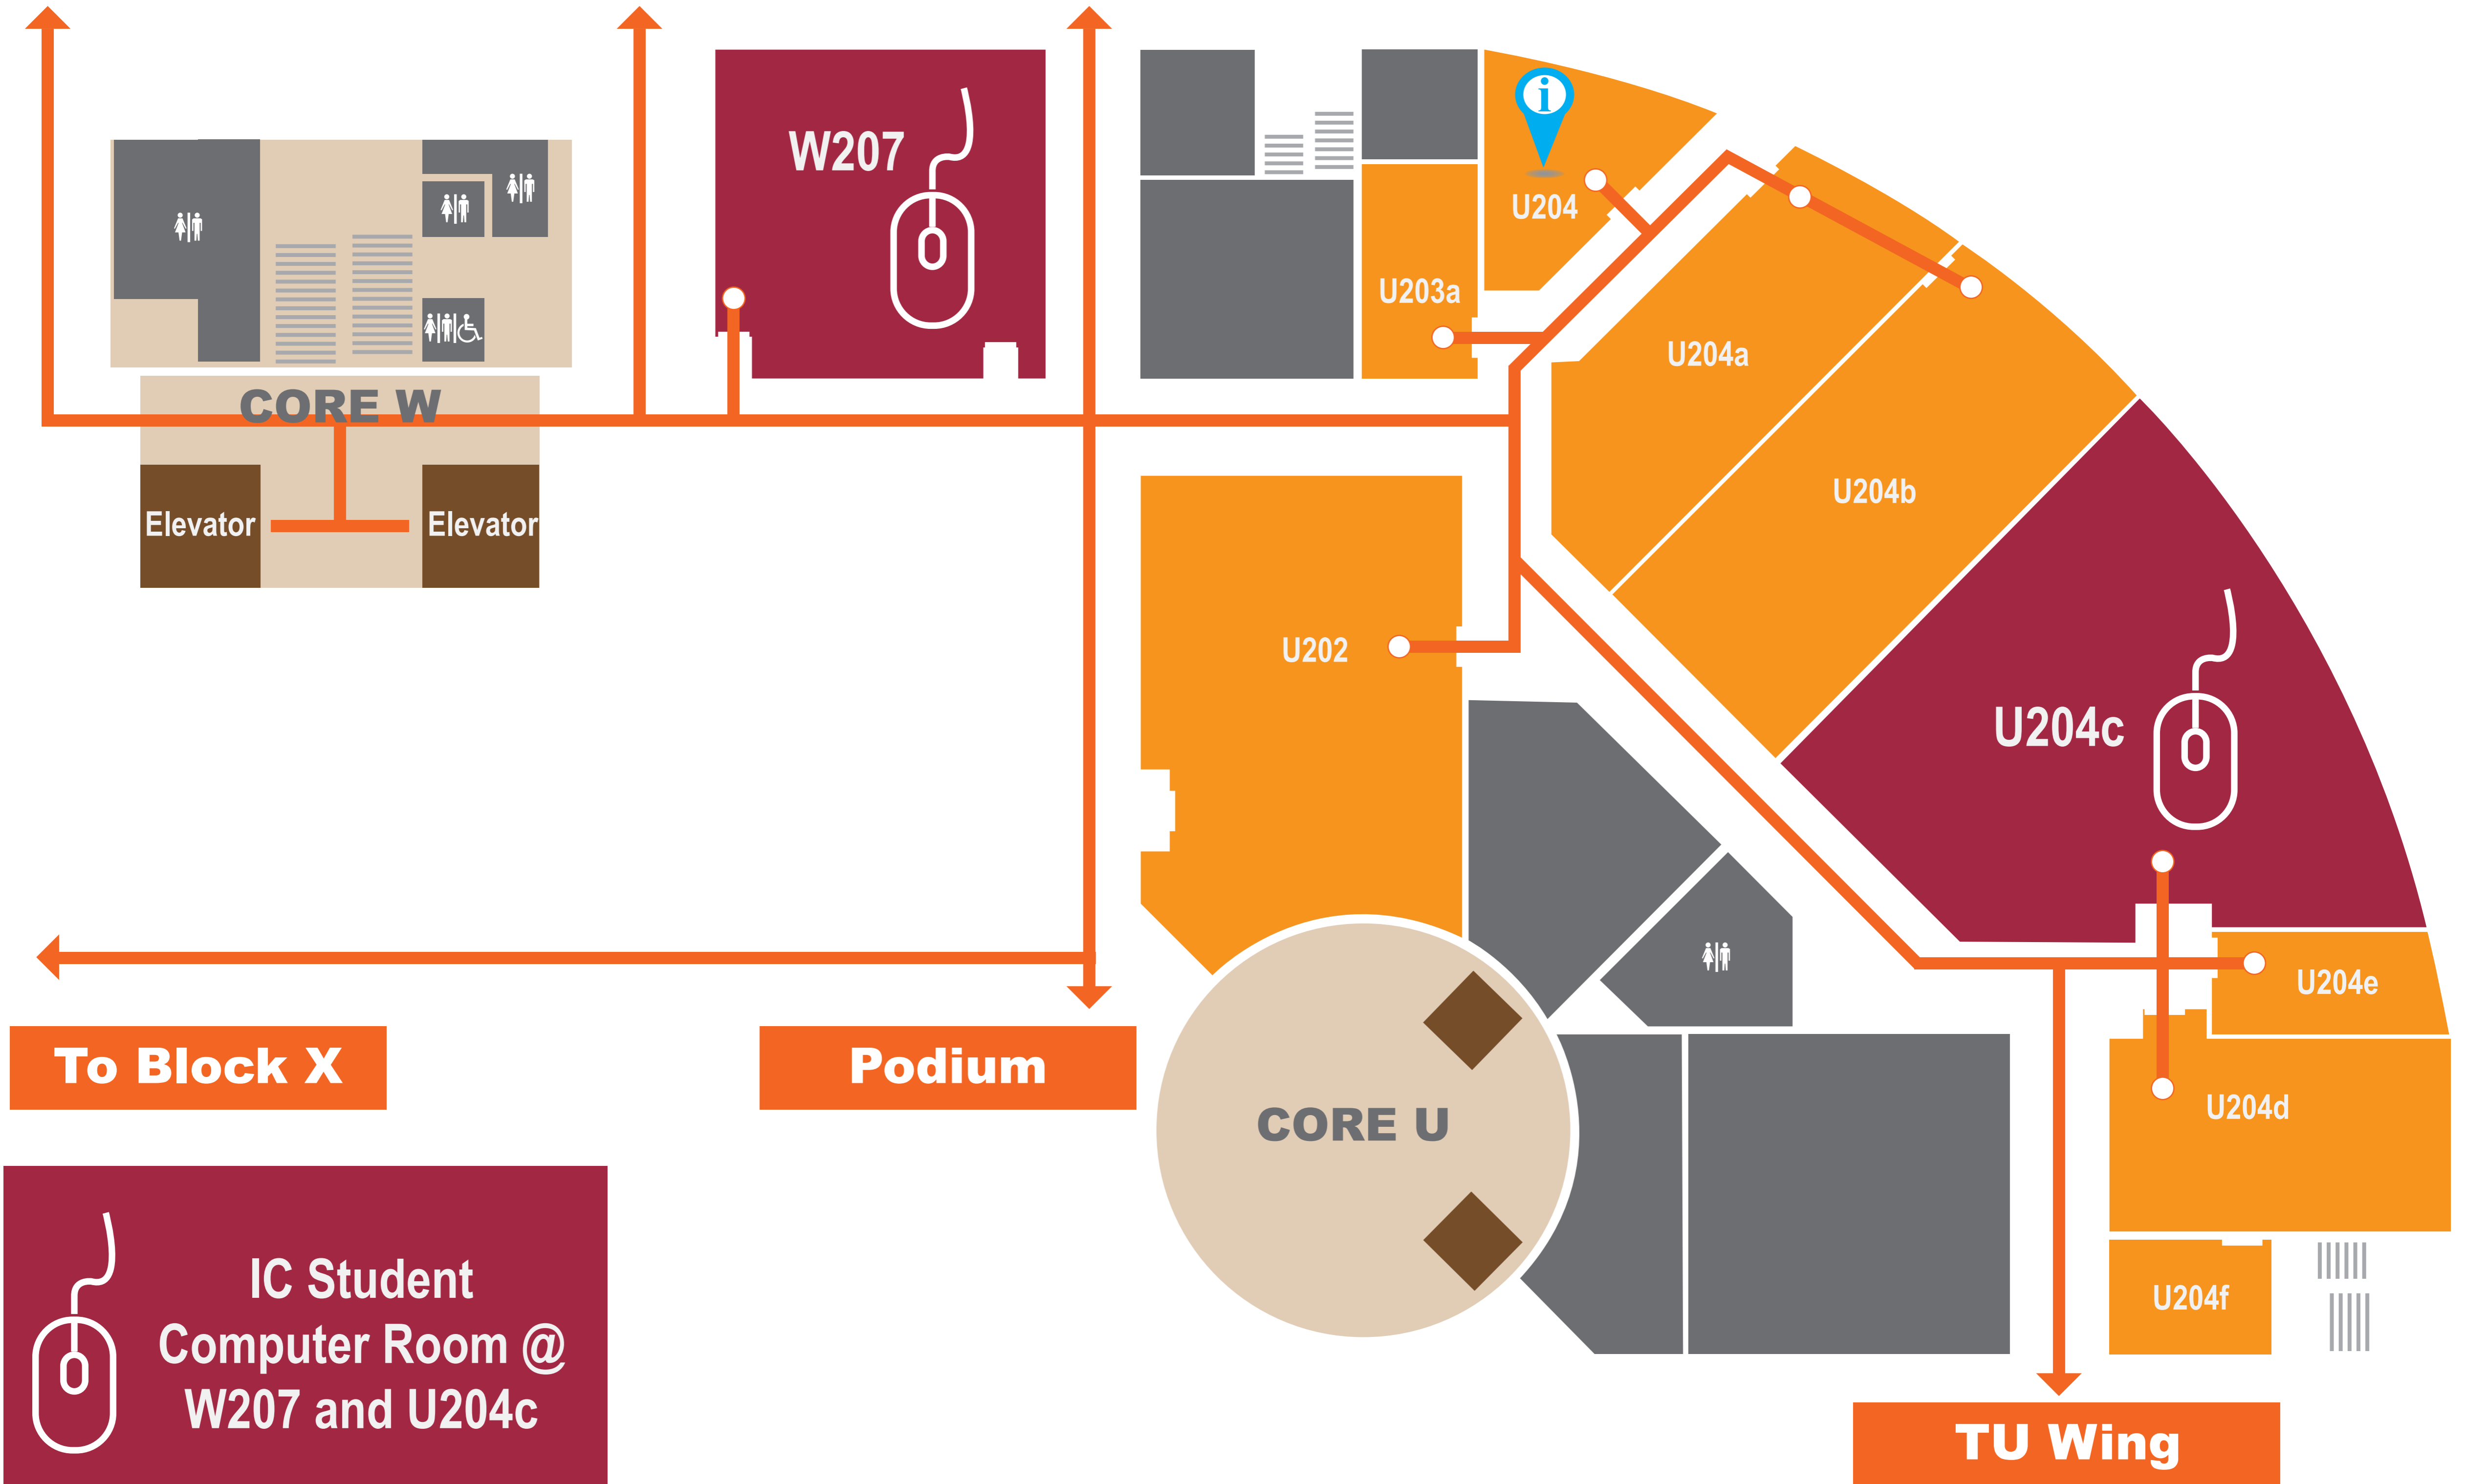 W207
i
U204
U203a
U204a
CORE W
U204b
Elevator
Elevator
U202
U204c
U204e
To Block X
Podium
U204d
CORE U
IC Student
Computer Room @
W207 and U204c
U204f
TU Wing